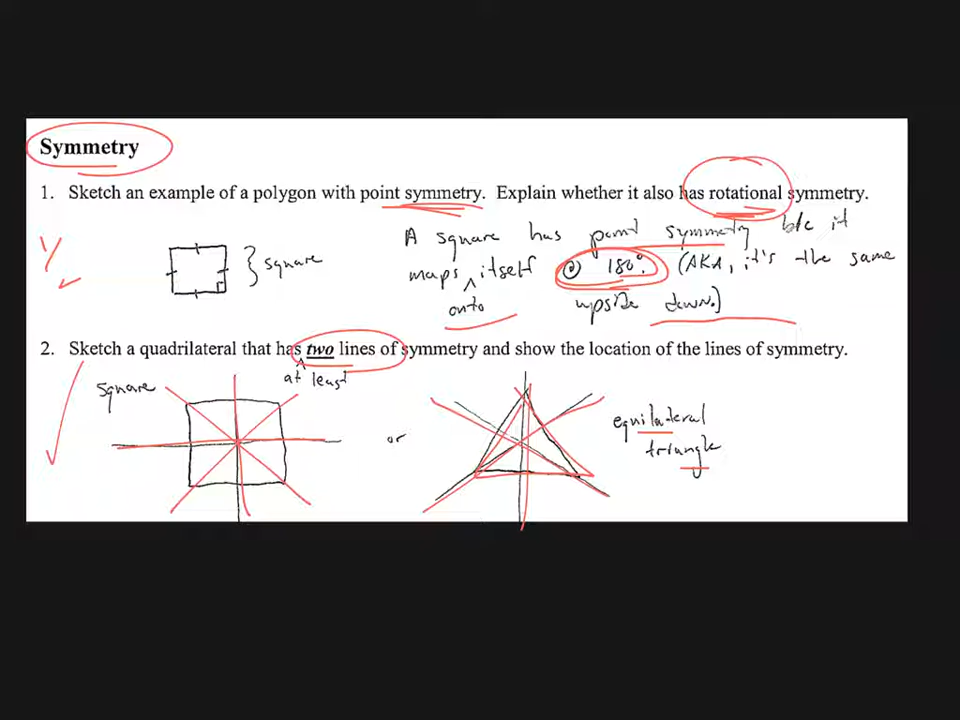 Symmetry
1. Sketch an example of a polygon with point symmetry. Explain whether it also has rotational symmetry.
square
A square has point symmetry b/c it
maps itself @ 180°. (AKA, it's the same
onto
upside down.)
2. Sketch a quadrilateral that has two lines of symmetry and show the location of the lines of symmetry.
at least
square
or
equilateral
triangle